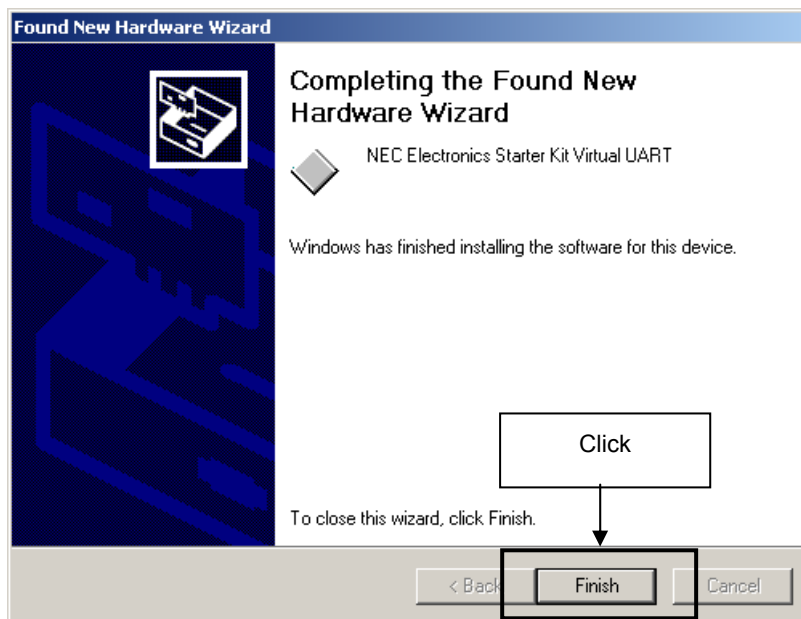 Found New Hardware Wizard
Completing the Found New
Hardware Wizard
NEC Electronics Starter Kit Virtual UART
Windows has finished installing the software for this device.
Click
To close this wizard, click Finish.
< Back
Finish
Cancel